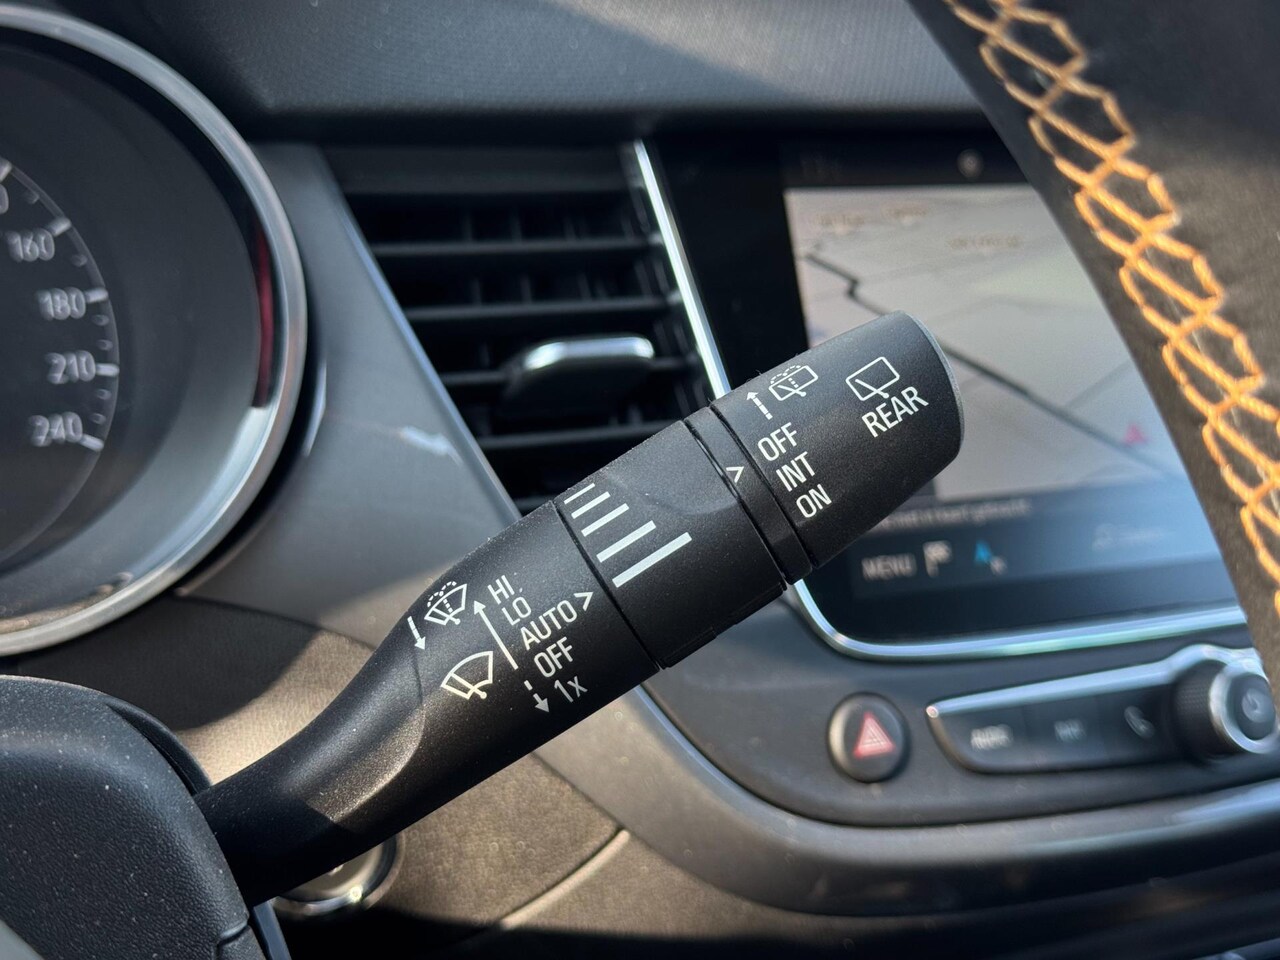 160
180
210
240
HI
LO
AUTO >
OFF
1x
>
OFF
INT
ON
REAR
MENU